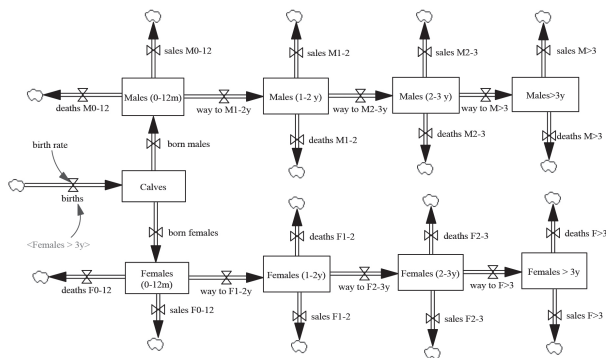 sales M0-12
sales M1-2
sales M2-3
sales M>3
Males (0-12m)
Males (1-2 y)
Males (2-3 y)
Males>3y
deaths M0-12
way to M1-2y
way to M2-3y
way to M>3
deaths M1-2
deaths M2-3
deaths M>3
birth rate
born males
births
Calves
<Females > 3y>
born females
deaths F1-2
deaths F2-3
deaths F>3
Females
(0-12m)
Females (1-2y)
Females (2-3y)
Females > 3y
deaths F0-12
way to F1-2y
way to F2-3y
way to F>3
sales F0-12
sales F1-2
sales F2-3
sales F>3